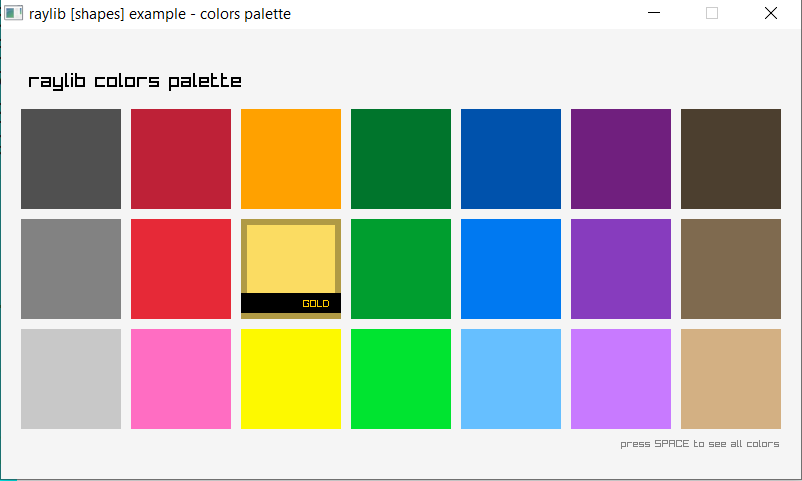 raylib [shapes] example - colors palette
raylib colors palette
GOLD
press SPACE to see all colors